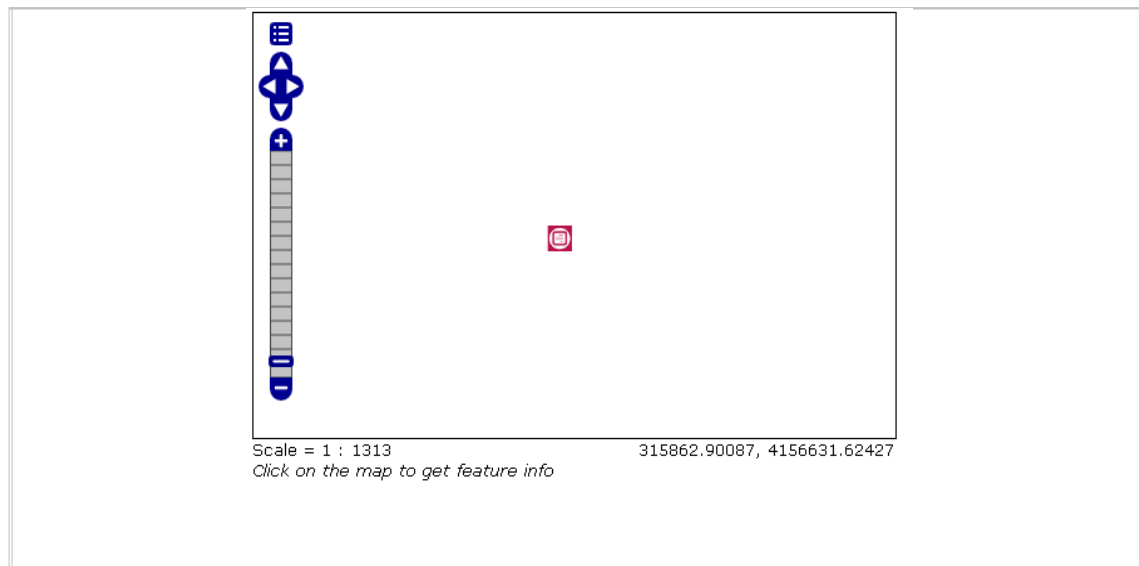 Scale = 1 : 1313
315862.90087, 4156631.62427
Click on the map to get feature info